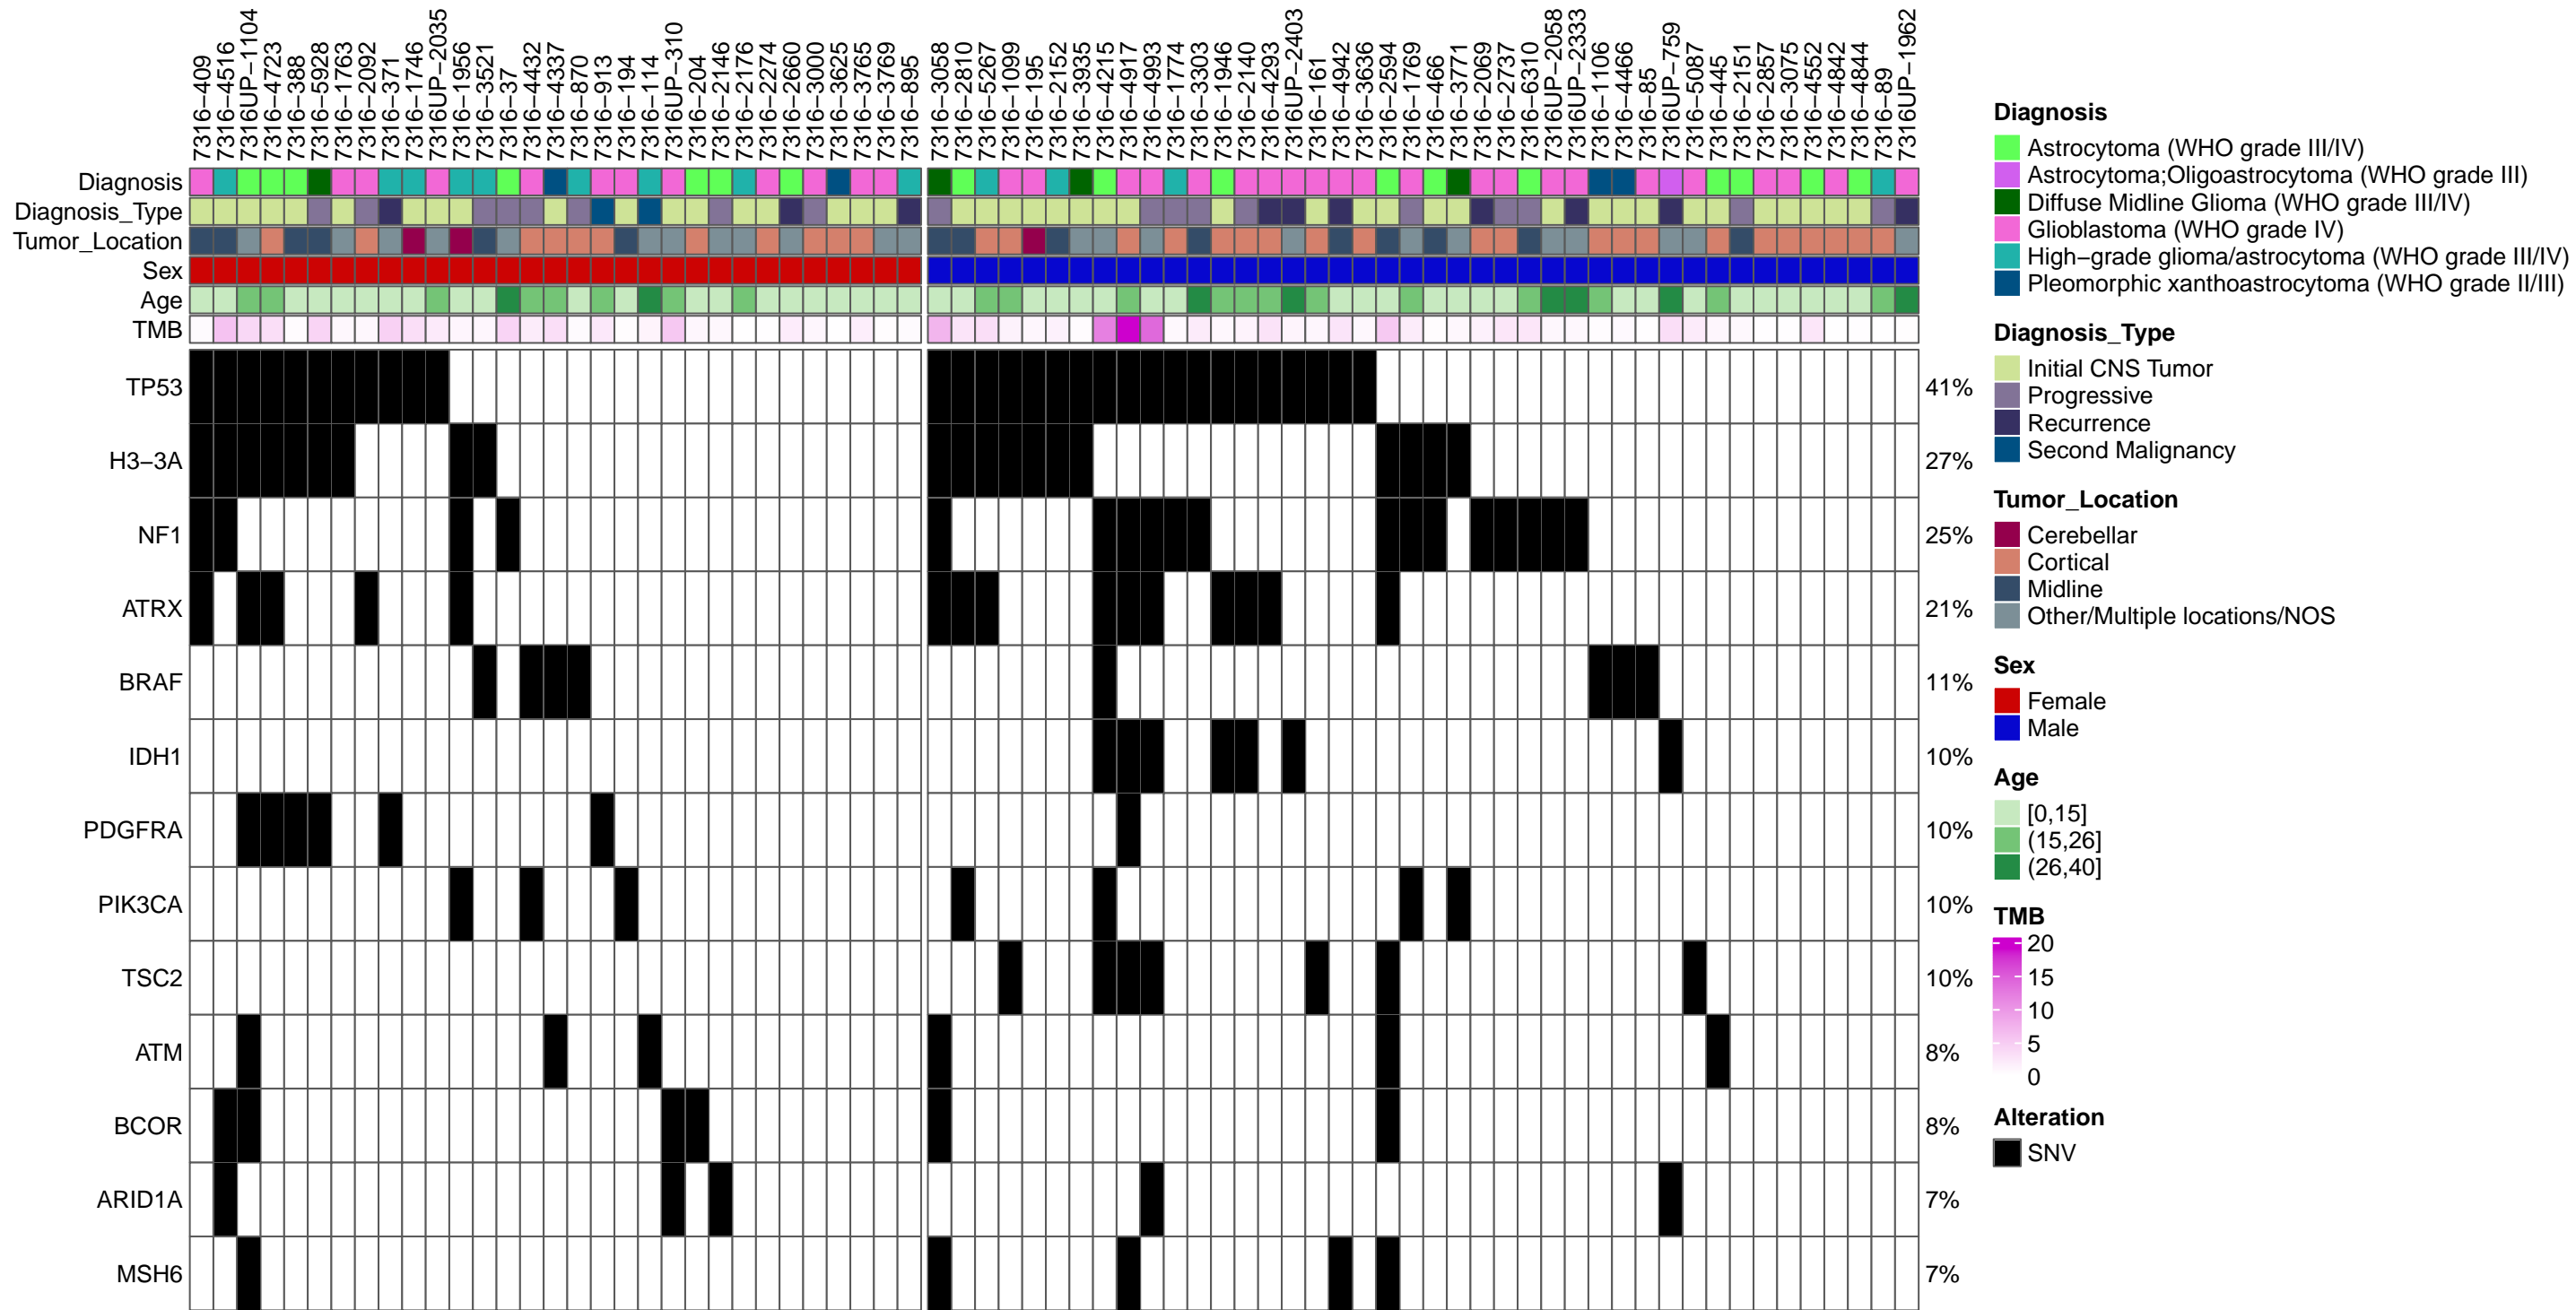 7316−409
7316−4516
7316UP−1104
7316−4723
7316−388
7316−5928
7316−1763
7316−2092
7316−371
7316−1746
7316UP−2035
7316−1956
7316−3521
7316−37
7316−4432
7316−4337
7316−870
7316−913
7316−194
7316−114
7316UP−310
7316−204
7316−2146
7316−2176
7316−2274
7316−2660
7316−3000
7316−3625
7316−3765
7316−3769
7316−895
7316−3058
7316−2810
7316−5267
7316−1099
7316−195
7316−2152
7316−3935
7316−4215
7316−4917
7316−4993
7316−1774
7316−3303
7316−1946
7316−2140
7316−4293
7316UP−2403
7316−161
7316−4942
7316−3636
7316−2594
7316−1769
7316−466
7316−3771
7316−2069
7316−2737
7316−6310
7316UP−2058
7316UP−2333
7316−1106
7316−4466
7316−85
7316UP−759
7316−5087
7316−445
7316−2151
7316−2857
7316−3075
7316−4552
7316−4842
7316−4844
7316−89
7316UP−1962
Diagnosis
Diagnosis_Type
Tumor_Location
Sex
Age
TMB
TP53 41%
H3−3A 27%
NF1 25%
ATRX 21%
BRAF 11%
IDH1 10%
PDGFRA 10%
PIK3CA 10%
TSC2 10%
ATM 8%
BCOR 8%
ARID1A 7%
MSH6 7%
Diagnosis
Astrocytoma (WHO grade III/IV)
Astrocytoma;Oligoastrocytoma (WHO grade III)
Diffuse Midline Glioma (WHO grade III/IV)
Glioblastoma (WHO grade IV)
High−grade glioma/astrocytoma (WHO grade III/IV)
Pleomorphic xanthoastrocytoma (WHO grade II/III)
Diagnosis_Type
Initial CNS Tumor
Progressive
Recurrence
Second Malignancy
Tumor_Location
Cerebellar
Cortical
Midline
Other/Multiple locations/NOS
Sex
Female
Male
Age
[0,15]
(15,26]
(26,40]
TMB
20
15
10
5
0
Alteration
SNV